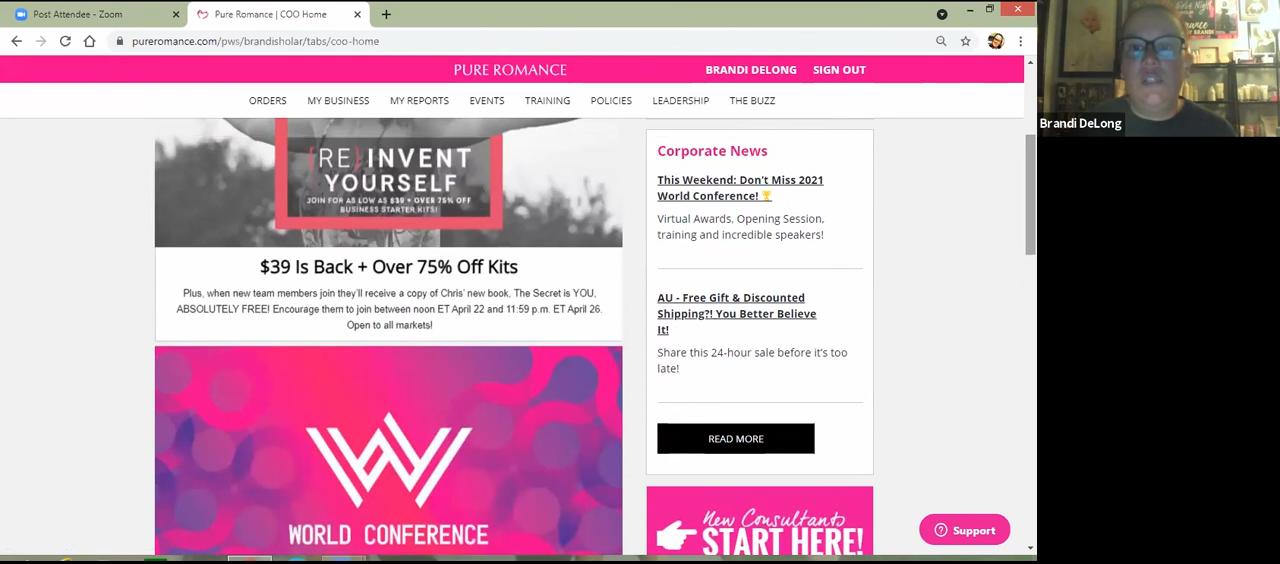 Post Attendee - Zoom
Pure Romance | COO Home
pureromance.com/pws/brandisholar/tabs/coo-home
PURE ROMANCE
BRANDI DELONG
SIGN OUT
ORDERS
MY BUSINESS
MY REPORTS
EVENTS
TRAINING
POLICIES
LEADERSHIP
THE BUZZ
(RE)INVENT
YOURSELF
JOIN FOR AS LOW AS $39 + OVER 75% OFF
BUSINESS STARTER KITS!
$39 Is Back + Over 75% Off Kits
Plus, when new team members join they'll receive a copy of Chris' new book, The Secret is YOU,
ABSOLUTELY FREE! Encourage them to join between noon ET April 22 and 11:59 p.m. ET April 26.
Open to all markets!
WORLD CONFERENCE
Corporate News
This Weekend: Don't Miss 2021
World Conference! 🏆
Virtual Awards, Opening Session,
training and incredible speakers!
AU - Free Gift & Discounted
Shipping?! You Better Believe
It!
Share this 24-hour sale before it's too
late!
READ MORE
New Consultants
START HERE!
Support
Brandi DeLong